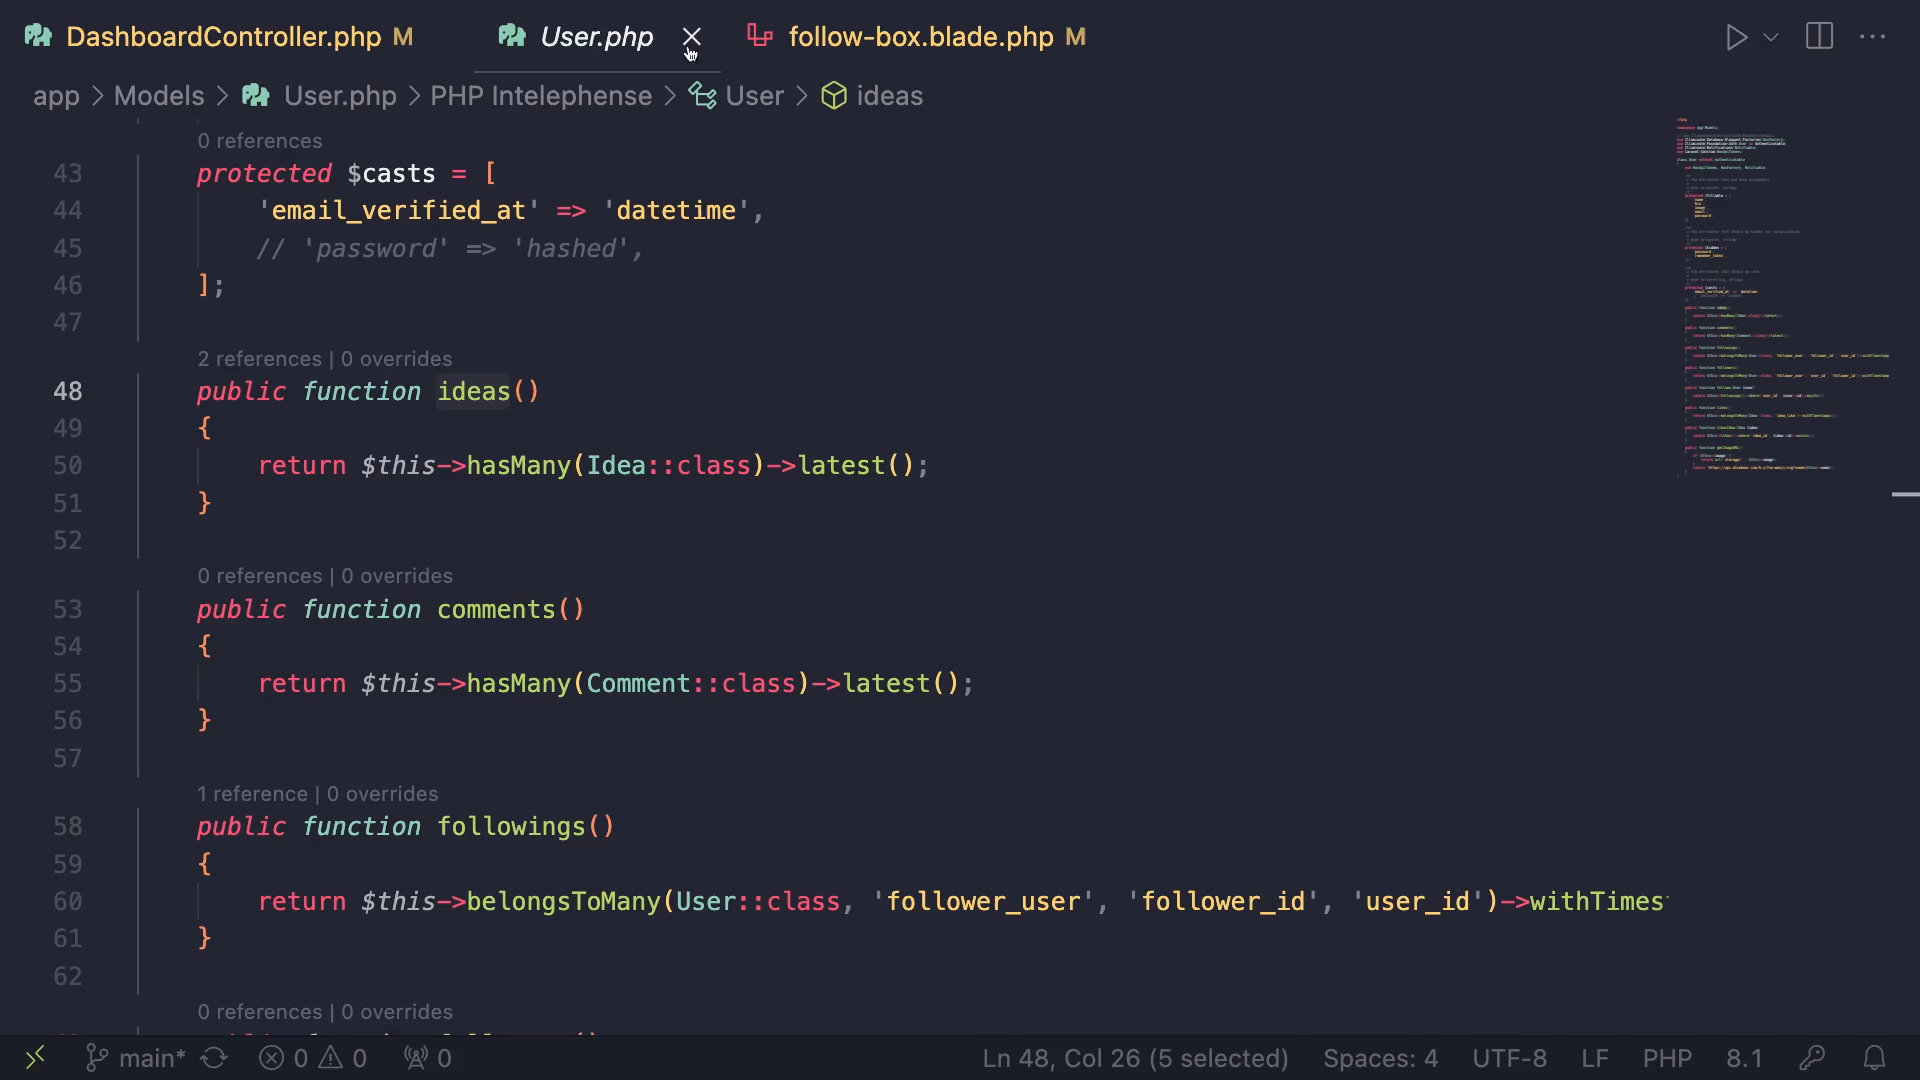 DashboardController.php M
User.php
follow-box.blade.php M
app > Models > User.php > PHP Intelephense > User > ideas
0 references
43 protected $casts = [
44 'email_verified_at' => 'datetime',
45 // 'password' => 'hashed',
46 ];
47
2 references | 0 overrides
48 public function ideas()
49 {
50 return $this->hasMany(Idea::class)->latest();
51 }
52
0 references | 0 overrides
53 public function comments()
54 {
55 return $this->hasMany(Comment::class)->latest();
56 }
57
1 reference | 0 overrides
58 public function followings()
59 {
60 return $this->belongsToMany(User::class, 'follower_user', 'follower_id', 'user_id')->withTimes
61 }
62
0 references | 0 overrides
main* 0 0 0 Ln 48, Col 26 (5 selected) Spaces: 4 UTF-8 LF PHP 8.1